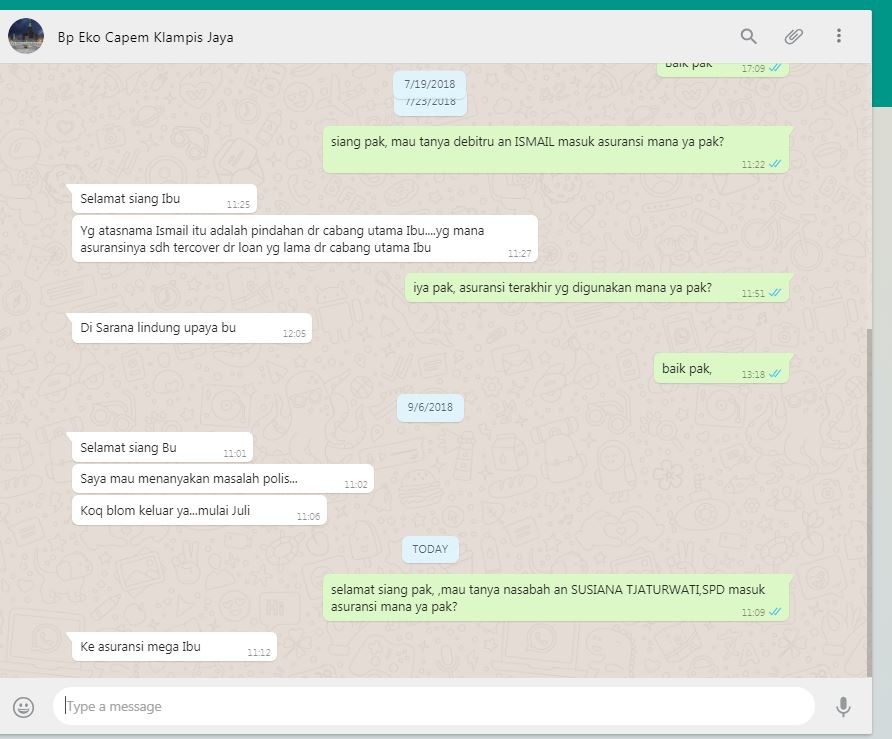 Bp Eko Capem Klampis Jaya
baik pak
17:09
7/19/2018
7/23/2018
siang pak, mau tanya debitru an ISMAIL masuk asuransi mana ya pak?
11:22
Selamat siang Ibu
11:25
Yg atasnama Ismail itu adalah pindahan dr cabang utama Ibu....yg mana
asuransinya sdh tercover dr loan yg lama dr cabang utama Ibu
11:27
iya pak, asuransi terakhir yg digunakan mana ya pak?
11:51
Di Sarana lindung upaya bu
12:05
baik pak,
13:18
9/6/2018
Selamat siang Bu
11:01
Saya mau menanyakan masalah polis...
11:02
Koq blom keluar ya...mulai Juli
11:06
TODAY
selamat siang pak, ,mau tanya nasabah an SUSIANA TJATURWATI,SPD masuk
asuransi mana ya pak?
11:09
Ke asuransi mega Ibu
11:12
Type a message